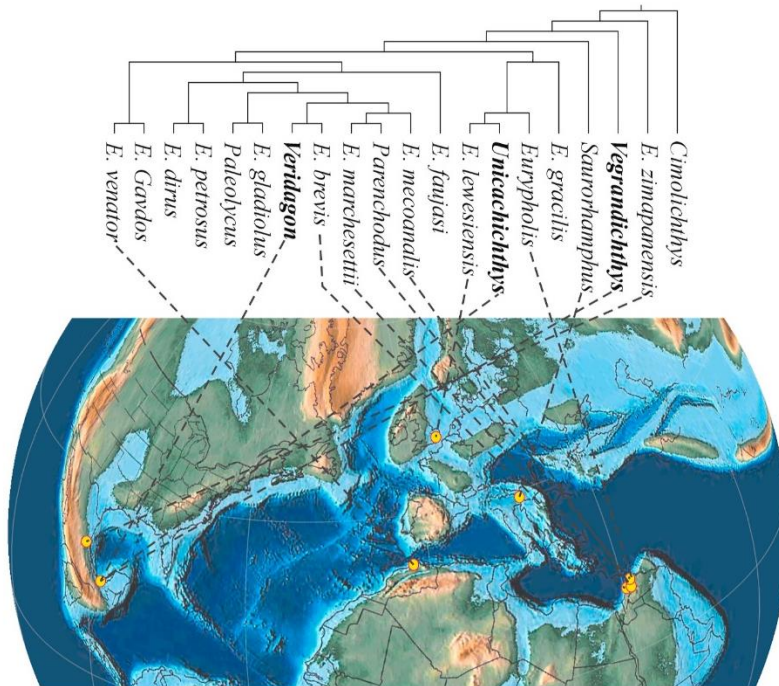 E. venator
E. Gavdos
E. dirus
E. petrosus
Paleolycus
E. gladiolus
Veridagon
E. brevis
E. marchesettii
Parenchodus
E. mecoanalis
E. faujasi
E. lewesiensis
Unicachichthys
Eurypholis
E. gracilis
Saurorhamphus
Vegrandichthys
E. zimapanensis
Cimolichthys